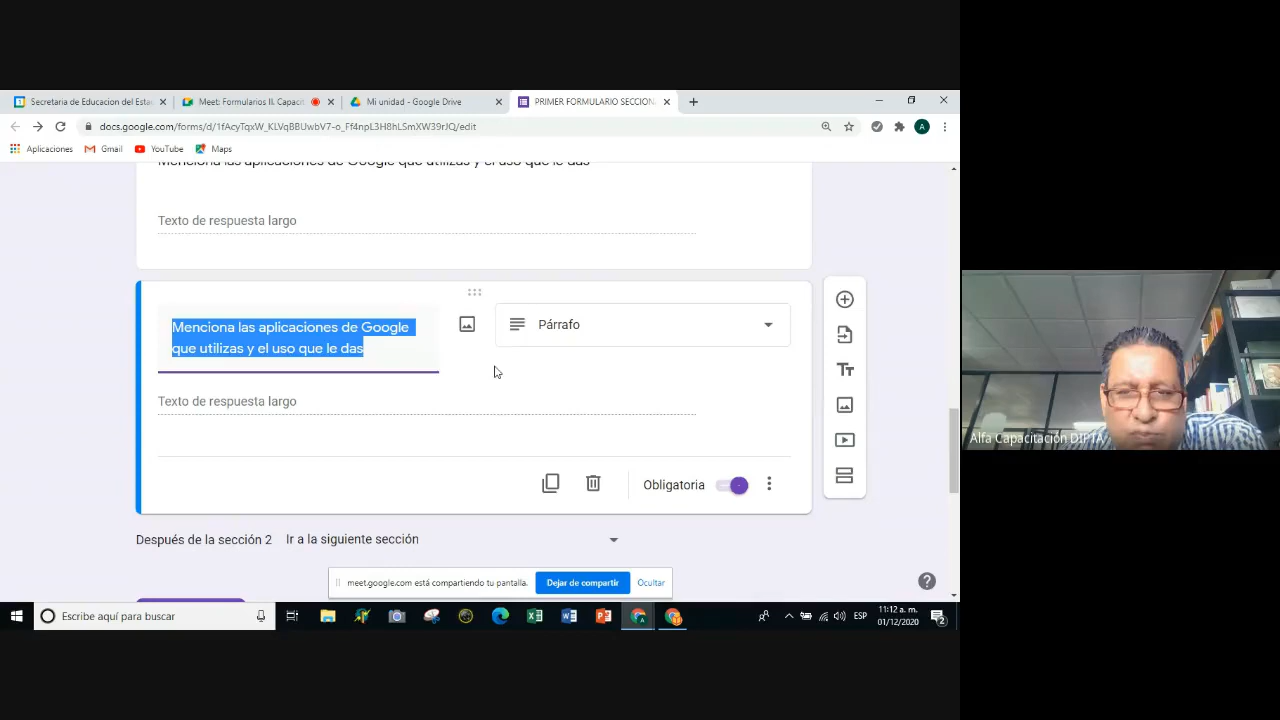 Secretaria de Educacion del Esta
Meet: Formularios II. Capaci
Mi unidad - Google Drive
PRIMER FORMULARIO SECCION
docs.google.com/forms/d/1fAcyTqxW_KLVqBBUwbV7-o_Ff4npL3H8hLSmXW39rJQ/edit
A
Aplicaciones
Gmail
YouTube
Maps
Menciona las aplicaciones de Google que utilizas y el uso que le das
Texto de respuesta largo
Menciona las aplicaciones de Google
que utilizas y el uso que le das
Párrafo
Texto de respuesta largo
Obligatoria
Después de la sección 2 Ir a la siguiente sección
meet.google.com está compartiendo tu pantalla.
Dejar de compartir
Ocultar
Alfa Capacitación DIPTA
Escribe aquí para buscar
ESP
11:12 a. m.
01/12/2020
2